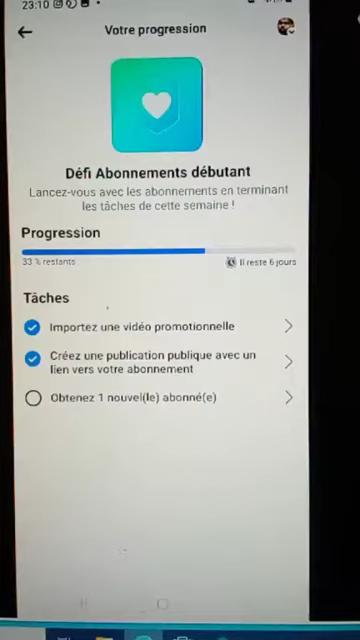 23:10
Votre progression
Défi Abonnements débutant
Lancez-vous avec les abonnements en terminant
les tâches de cette semaine !
Progression
33 % restants
Il reste 6 jours
Tâches
Importez une vidéo promotionnelle
Créez une publication publique avec un
lien vers votre abonnement
Obtenez 1 nouvel(le) abonné(e)